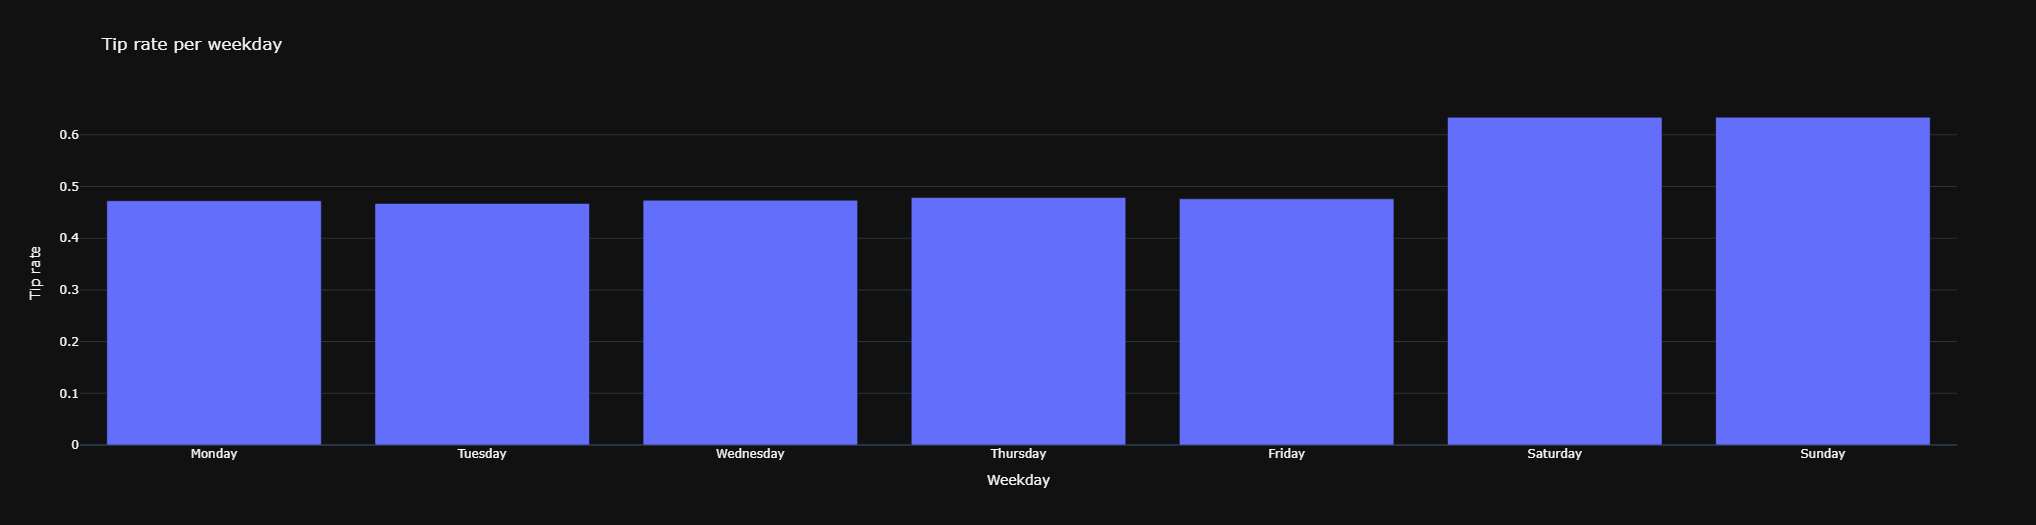 Tip rate per weekday
0.6
0.5
0.4
0.3
0.2
0.1
0
Tip rate
Monday Tuesday Wednesday Thursday Friday Saturday Sunday
Weekday